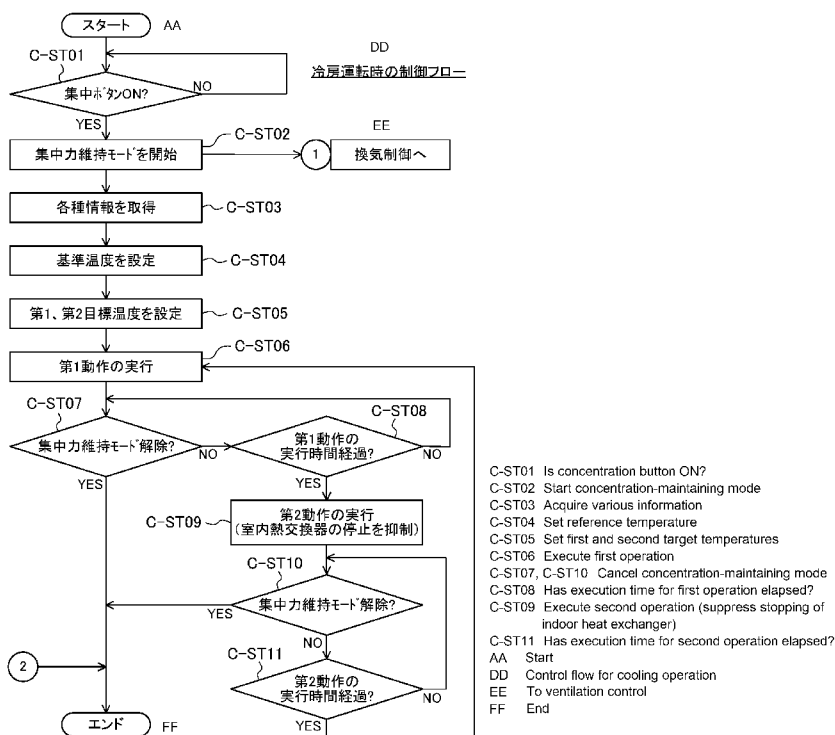 スタート AA
DD
冷房運転時の制御フロー
C-ST01
集中ボタンON?
NO
YES
C-ST02
集中力維持モードを開始
EE
1
換気制御へ
各種情報を取得
C-ST03
基準温度を設定
C-ST04
第1、第2目標温度を設定
C-ST05
C-ST06
第1動作の実行
C-ST07
集中力維持モード解除?
NO
YES
C-ST08
第1動作の
実行時間経過?
NO
YES
C-ST09
第2動作の実行
(室内熱交換器の停止を抑制)
C-ST10
集中力維持モード解除?
YES
NO
C-ST11
第2動作の
実行時間経過?
NO
YES
2
エンド FF
C-ST01 Is concentration button ON?
C-ST02 Start concentration-maintaining mode
C-ST03 Acquire various information
C-ST04 Set reference temperature
C-ST05 Set first and second target temperatures
C-ST06 Execute first operation
C-ST07, C-ST10 Cancel concentration-maintaining mode
C-ST08 Has execution time for first operation elapsed?
C-ST09 Execute second operation (suppress stopping of
indoor heat exchanger)
C-ST11 Has execution time for second operation elapsed?
AA Start
DD Control flow for cooling operation
EE To ventilation control
FF End